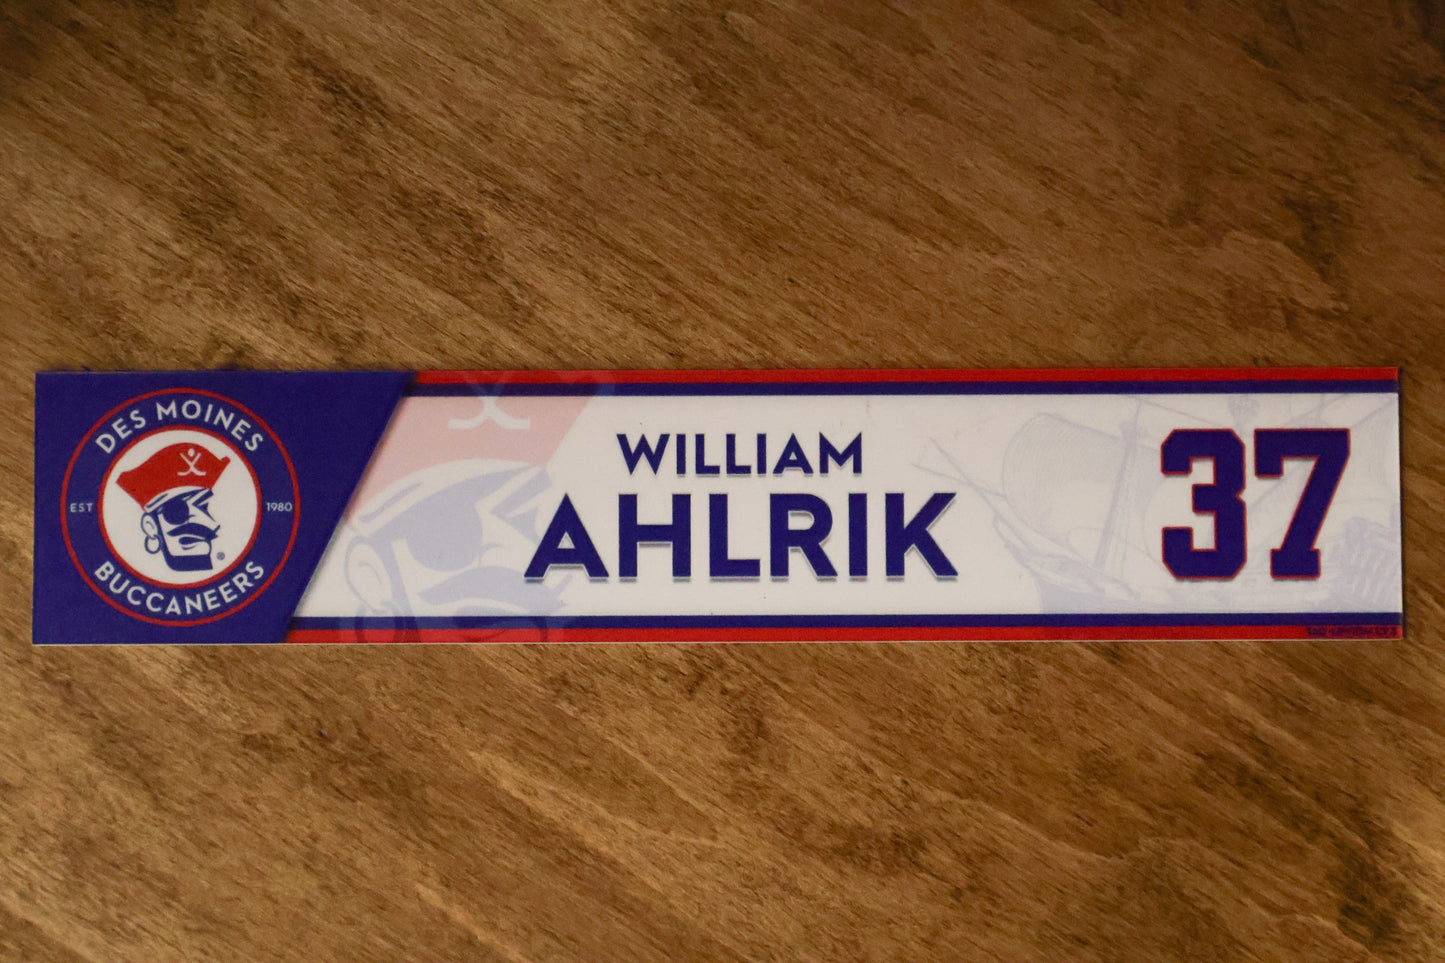 DES MOINES
EST 1980
BUCCANEERS
®
WILLIAM
AHLRIK
37